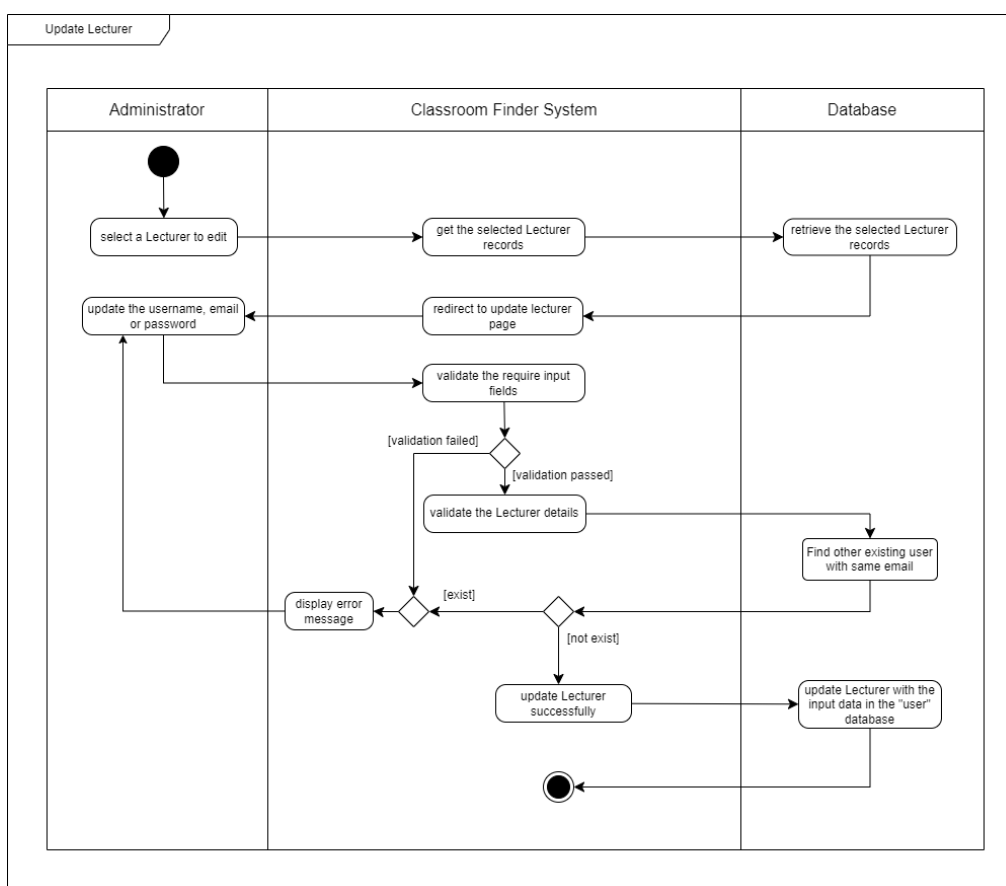 Update Lecturer
Administrator
Classroom Finder System
Database
select a Lecturer to edit
get the selected Lecturer
records
retrieve the selected Lecturer
records
update the username, email
or password
redirect to update lecturer
page
validate the require input
fields
[validation failed]
[validation passed]
validate the Lecturer details
Find other existing user
with same email
display error
message
[exist]
[not exist]
update Lecturer
successfully
update Lecturer with the
input data in the "user"
database